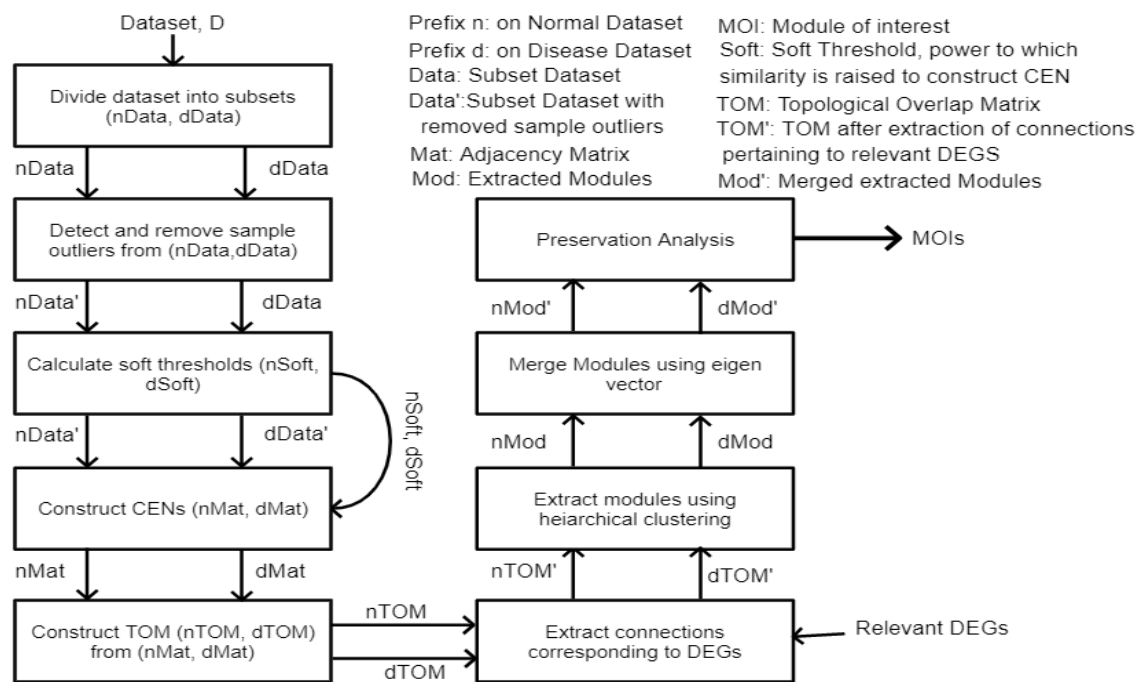 Dataset, D
Divide dataset into subsets
(nData, dData)
nData
dData
Detect and remove sample
outliers from (nData,dData)
nData'
dData
Calculate soft thresholds (nSoft,
dSoft)
nData'
dData'
nSoft, dSoft
Construct CENs (nMat, dMat)
nMat
dMat
Construct TOM (nTOM, dTOM)
from (nMat, dMat)
nTOM
dTOM
Prefix n: on Normal Dataset
Prefix d: on Disease Dataset
Data: Subset Dataset
Data':Subset Dataset with
removed sample outliers
Mat: Adjacency Matrix
Mod: Extracted Modules
MOI: Module of interest
Soft: Soft Threshold, power to which
similarity is raised to construct CEN
TOM: Topological Overlap Matrix
TOM': TOM after extraction of connections
pertaining to relevant DEGS
Mod': Merged extracted Modules
Preservation Analysis
MOIs
nMod'
dMod'
Merge Modules using eigen
vector
nMod
dMod
Extract modules using
heiarchical clustering
nTOM'
dTOM'
Extract connections
corresponding to DEGs
Relevant DEGs